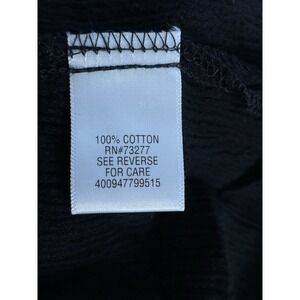 100% COTTON
RN#73277
SEE REVERSE
FOR CARE
400947799515